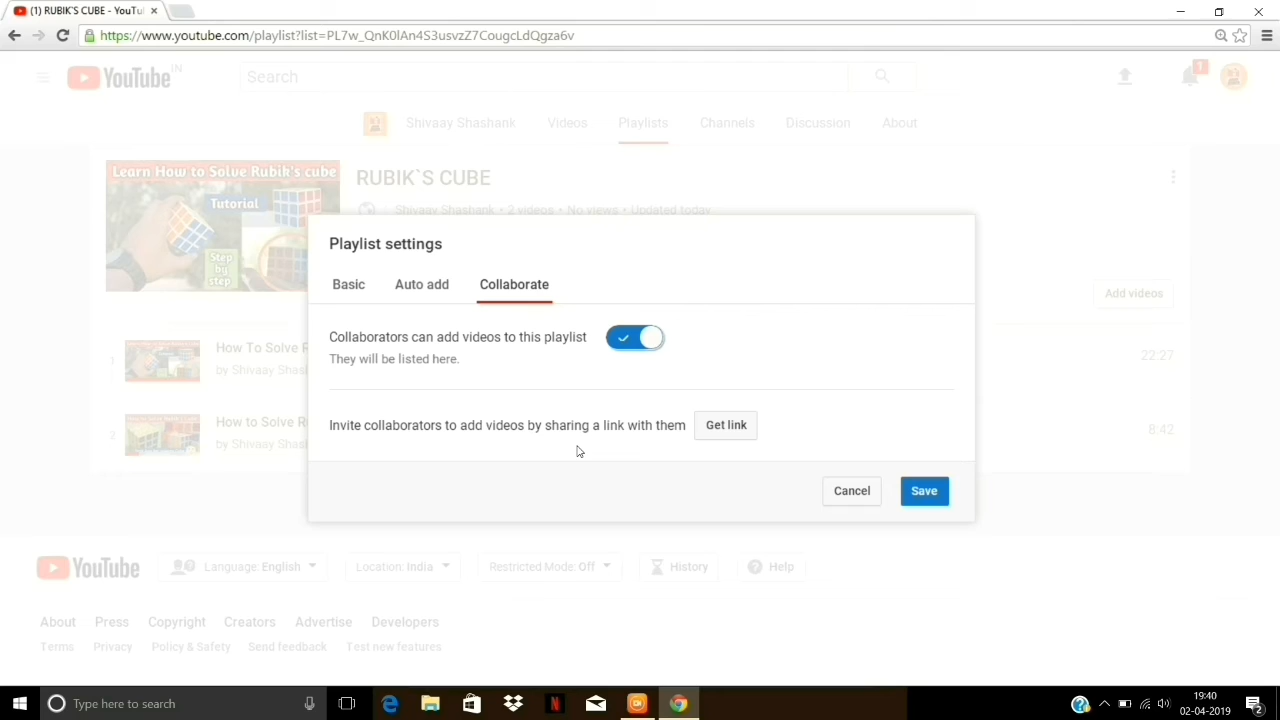 (1) RUBIK'S CUBE - YouTu
https://www.youtube.com/playlist?list=PL7w_QnK0lAn4S3usvzZ7CougcLdQgza6v
YouTube IN
Search
1
Shivaay Shashank Videos Playlists Channels Discussion About
Learn How to Solve Rubik's cube
Tutorial
Step
by
step
RUBIK`S CUBE
Shivaay Shashank • 2 videos • No views • Updated today
Playlist settings
Basic Auto add Collaborate
Add videos
Collaborators can add videos to this playlist
They will be listed here.
1 How To Solve R 22:27
by Shivaay Shas
Invite collaborators to add videos by sharing a link with them Get link
2 How to Solve R 8:42
by Shivaay Shas
Cancel Save
YouTube Language: English Location: India Restricted Mode: Off History Help
About Press Copyright Creators Advertise Developers
Terms Privacy Policy & Safety Send feedback Test new features
Type here to search
19:40
02-04-2019
2